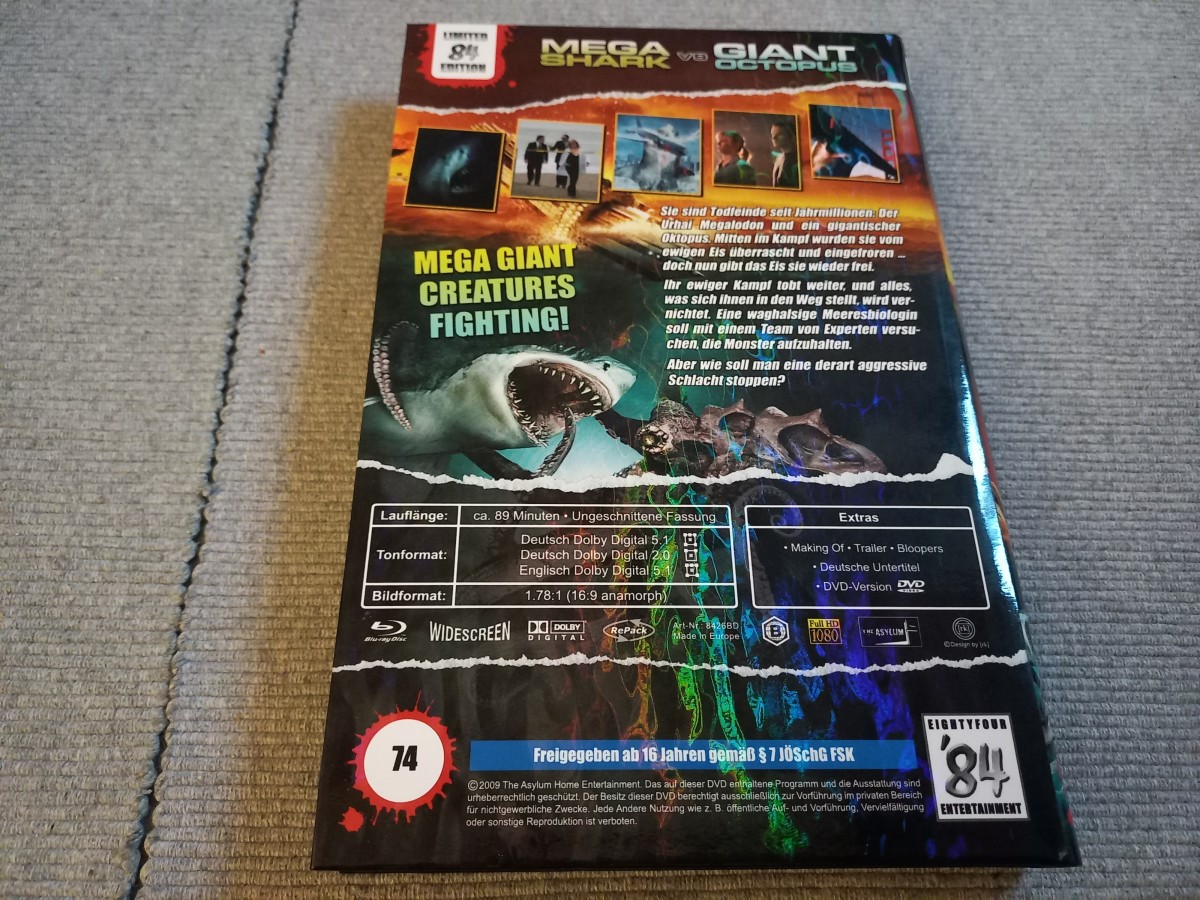 LIMITED
84
EDITION
MEGA SHARK VS GIANT OCTOPUS
Sie sind Todfeinde seit Jahrmillionen: Der
Urhai Megalodon und ein gigantischer
Oktopus. Mitten im Kampf wurden sie vom
ewigen Eis überrascht und eingefroren ...
doch nun gibt das Eis sie wieder frei.
MEGA GIANT
CREATURES
FIGHTING!
Ihr ewiger Kampf tobt weiter, und alles,
was sich ihnen in den Weg stellt, wird ver-
nichtet. Eine waghalsige Meeresbiologin
soll mit einem Team von Experten versu-
chen, die Monster aufzuhalten.
Aber wie soll man eine derart aggressive
Schlacht stoppen?
Lauflänge: ca. 89 Minuten • Ungeschnittene Fassung
Tonformat: Deutsch Dolby Digital 5.1
Deutsch Dolby Digital 2.0
Englisch Dolby Digital 5.1
Bildformat: 1.78:1 (16:9 anamorph)
Extras
• Making Of • Trailer • Bloopers
• Deutsche Untertitel
• DVD-Version DVD VIDEO
Blu-ray Disc WIDESCREEN DOLBY DIGITAL RePack Art-Nr.: 8426BD Made in Europe B Full HD 1080 THE ASYLUM ©Design by [rk]
74
Freigegeben ab 16 Jahren gemäß § 7 JÖSchG FSK
©2009 The Asylum Home Entertainment. Das auf dieser DVD enthaltene Programm und die Ausstattung sind
urheberrechtlich geschützt. Der Besitz dieser DVD berechtigt ausschließlich zur Vorführung im privaten Bereich
für nichtgewerbliche Zwecke. Jede Andere Nutzung wie z. B. öffentliche Auf- und Vorführung, Vervielfältigung
oder sonstige Reproduktion ist verboten.
EIGHTYFOUR
'84
ENTERTAINMENT